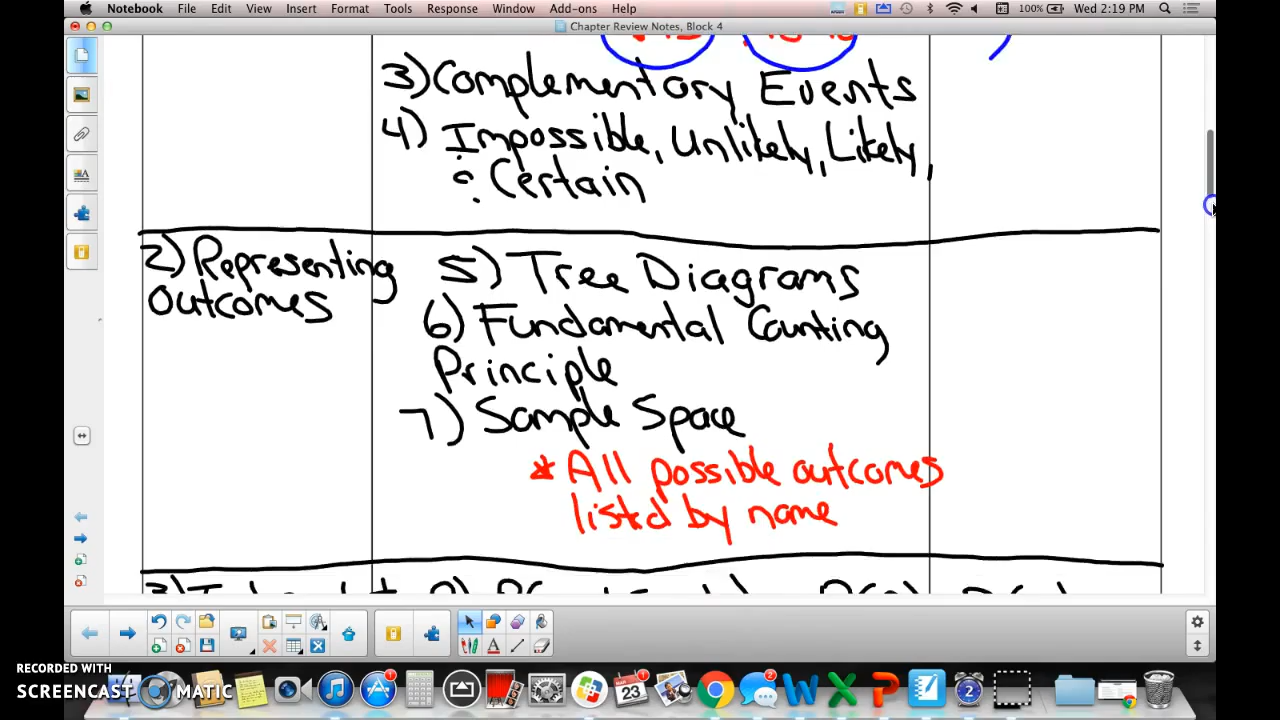 Notebook File Edit View Insert Format Tools Response Window Add-ons Help 100% Wed 2:19 PM
Chapter Review Notes, Block 4
3) Complementary Events
4) Impossible, Unlikely, Likely,
Certain
2) Representing
outcomes
5) Tree Diagrams
6) Fundamental Counting
Principle
7) Sample Space
* All possible outcomes
listed by name
RECORDED WITH
SCREENCAST MATIC